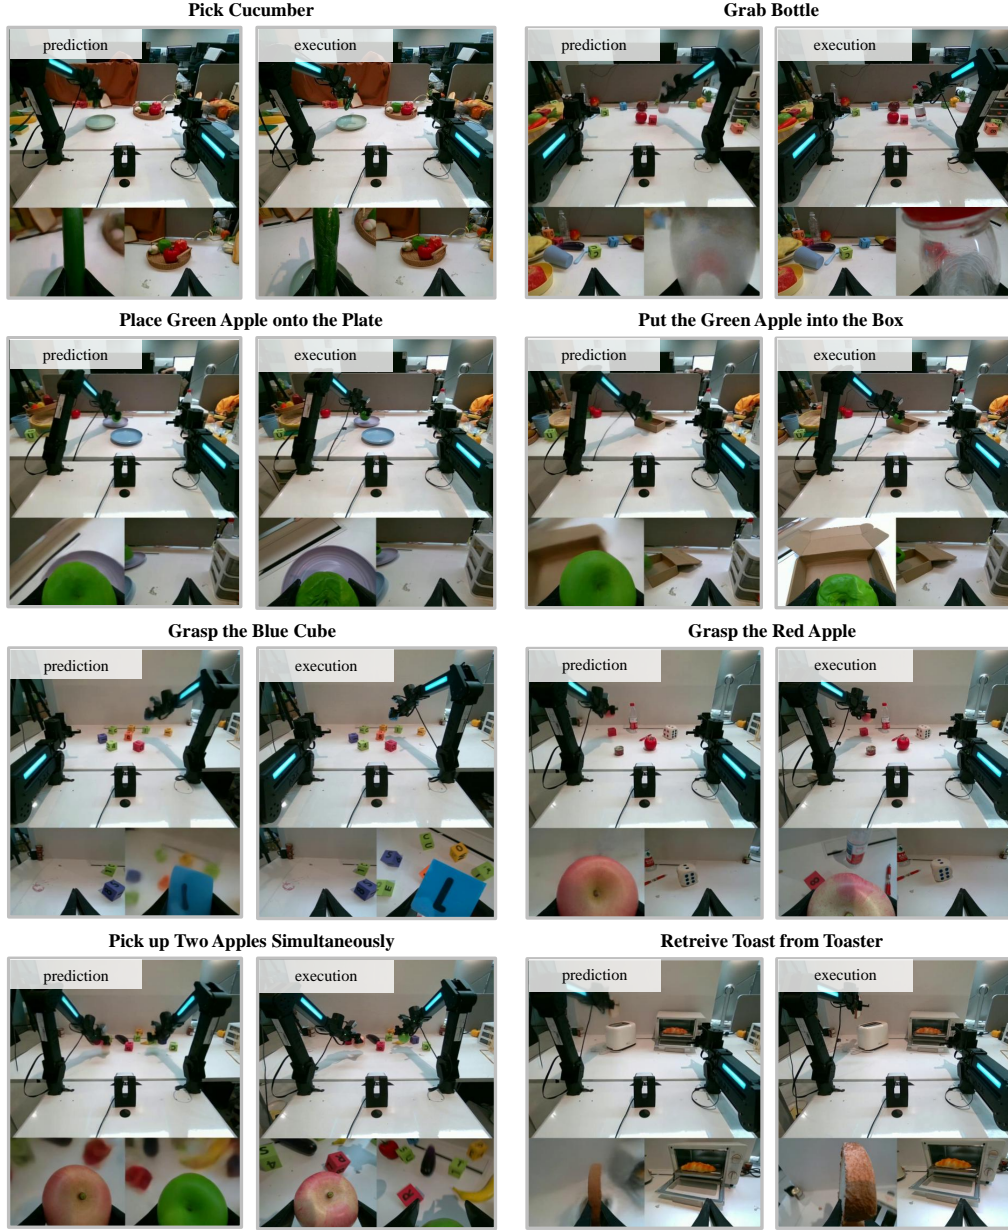 Pick Cucumber
Grab Bottle
prediction
execution
prediction
execution
Place Green Apple onto the Plate
Put the Green Apple into the Box
prediction
execution
prediction
execution
Grasp the Blue Cube
Grasp the Red Apple
prediction
execution
prediction
execution
Pick up Two Apples Simultaneously
Retreive Toast from Toaster
prediction
execution
prediction
execution